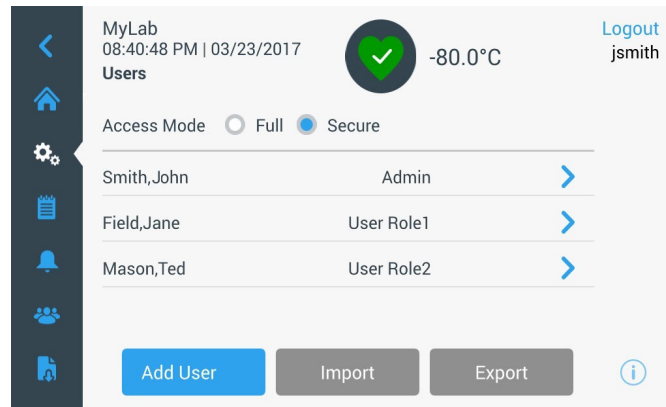 MyLab
08:40:48 PM | 03/23/2017
Users
-80.0°C
Logout
jsmith
Access Mode Full Secure
Smith,John Admin
Field,Jane User Role1
Mason,Ted User Role2
Add User Import Export
i